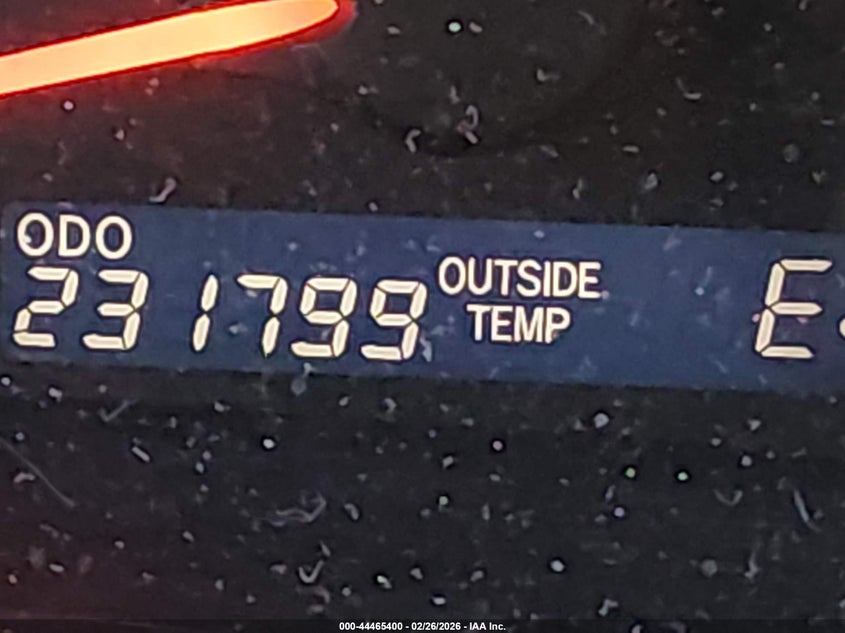 ODO
231799
OUTSIDE
TEMP
E
000-44465400 - 02/26/2026 - IAA Inc.